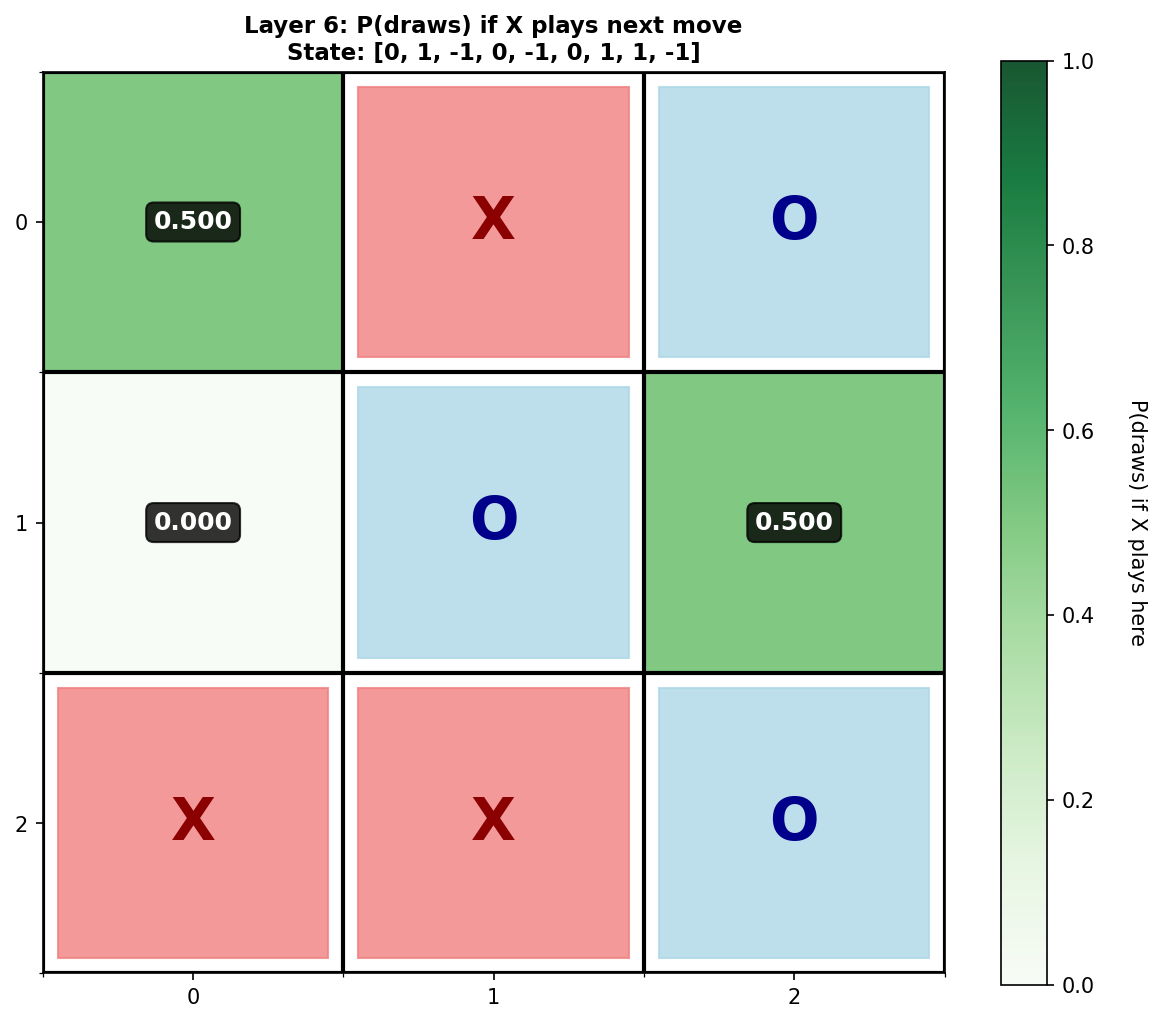 Layer 6: P(draws) if X plays next move
State: [0, 1, -1, 0, -1, 0, 1, 1, -1]
0
0.500
X
O
1
0.000
O
0.500
2
X
X
O
0
1
2
1.0
0.8
0.6
0.4
0.2
0.0
P(draws) if X plays here